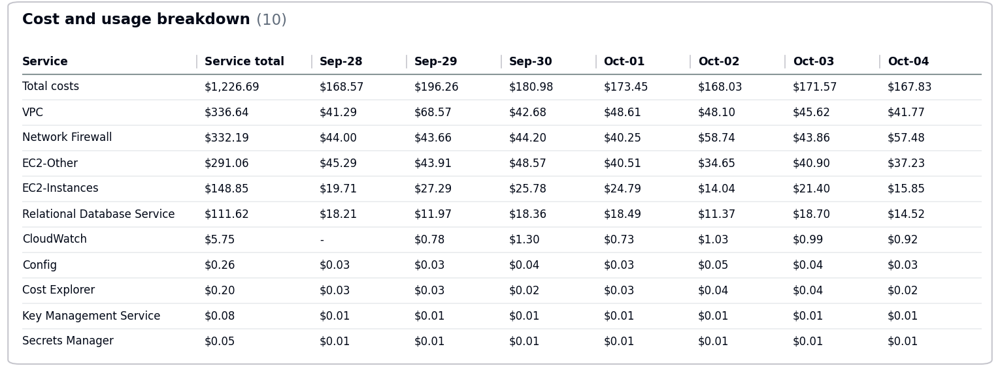 Cost and usage breakdown (10)
Service Service total Sep-28 Sep-29 Sep-30 Oct-01 Oct-02 Oct-03 Oct-04
Total costs $1,226.69 $168.57 $196.26 $180.98 $173.45 $168.03 $171.57 $167.83
VPC $336.64 $41.29 $68.57 $42.68 $48.61 $48.10 $45.62 $41.77
Network Firewall $332.19 $44.00 $43.66 $44.20 $40.25 $58.74 $43.86 $57.48
EC2-Other $291.06 $45.29 $43.91 $48.57 $40.51 $34.65 $40.90 $37.23
EC2-Instances $148.85 $19.71 $27.29 $25.78 $24.79 $14.04 $21.40 $15.85
Relational Database Service $111.62 $18.21 $11.97 $18.36 $18.49 $11.37 $18.70 $14.52
CloudWatch $5.75 - $0.78 $1.30 $0.73 $1.03 $0.99 $0.92
Config $0.26 $0.03 $0.03 $0.04 $0.03 $0.05 $0.04 $0.03
Cost Explorer $0.20 $0.03 $0.03 $0.02 $0.03 $0.04 $0.04 $0.02
Key Management Service $0.08 $0.01 $0.01 $0.01 $0.01 $0.01 $0.01 $0.01
Secrets Manager $0.05 $0.01 $0.01 $0.01 $0.01 $0.01 $0.01 $0.01